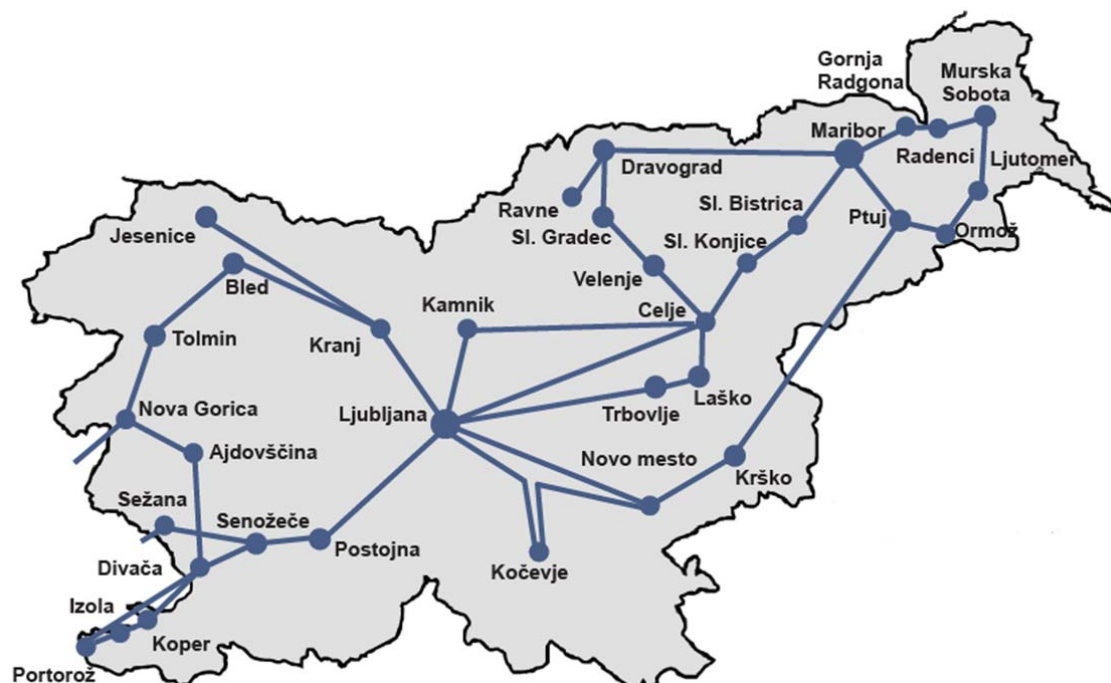 Gornja
Radgona
Murska
Sobota
Maribor
Radenci
Ljutomer
Dravograd
Ravne
Sl. Gradec
Sl. Bistrica
Ptuj
Ormož
Sl. Konjice
Velenje
Jesenice
Bled
Kamnik
Celje
Tolmin
Kranj
Laško
Trbovlje
Nova Gorica
Ljubljana
Ajdovščina
Novo mesto
Krško
Sežana
Senožeče
Postojna
Divača
Kočevje
Izola
Koper
Portorož